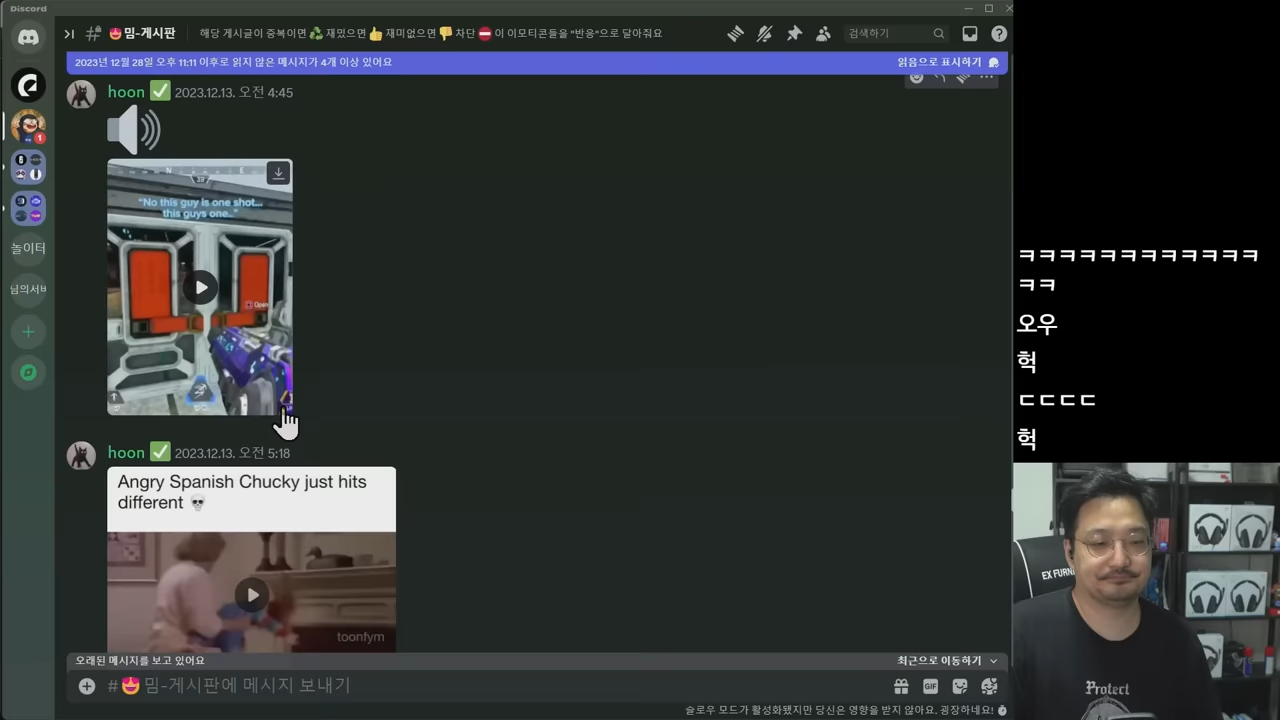 Discord
😍밈-게시판
해당 게시글이 중복이면 ♻️ 재밌으면 👍 재미없으면 👎 차단 ⛔ 이 이모티콘들을 "반응"으로 달아줘요
검색하기
2023년 12월 28일 오후 11:11 이후로 읽지 않은 메시지가 4개 이상 있어요
읽음으로 표시하기
hoon ✅ 2023.12.13. 오전 4:45
N
E
39
"No this guy is one shot...
this guys one.."
Open
hoon ✅ 2023.12.13. 오전 5:18
Angry Spanish Chucky just hits
different 💀
toonfym
놀이터
님의서버
오래된 메시지를 보고 있어요
최근으로 이동하기
#😍밈-게시판에 메시지 보내기
GIF
슬로우 모드가 활성화됐지만 당신은 영향을 받지 않아요. 굉장하네요!
ㅋㅋㅋㅋㅋㅋㅋㅋㅋㅋㅋㅋ
ㅋㅋ
오우
헉
ㄷㄷㄷㄷ
헉
EX FURN
Protect